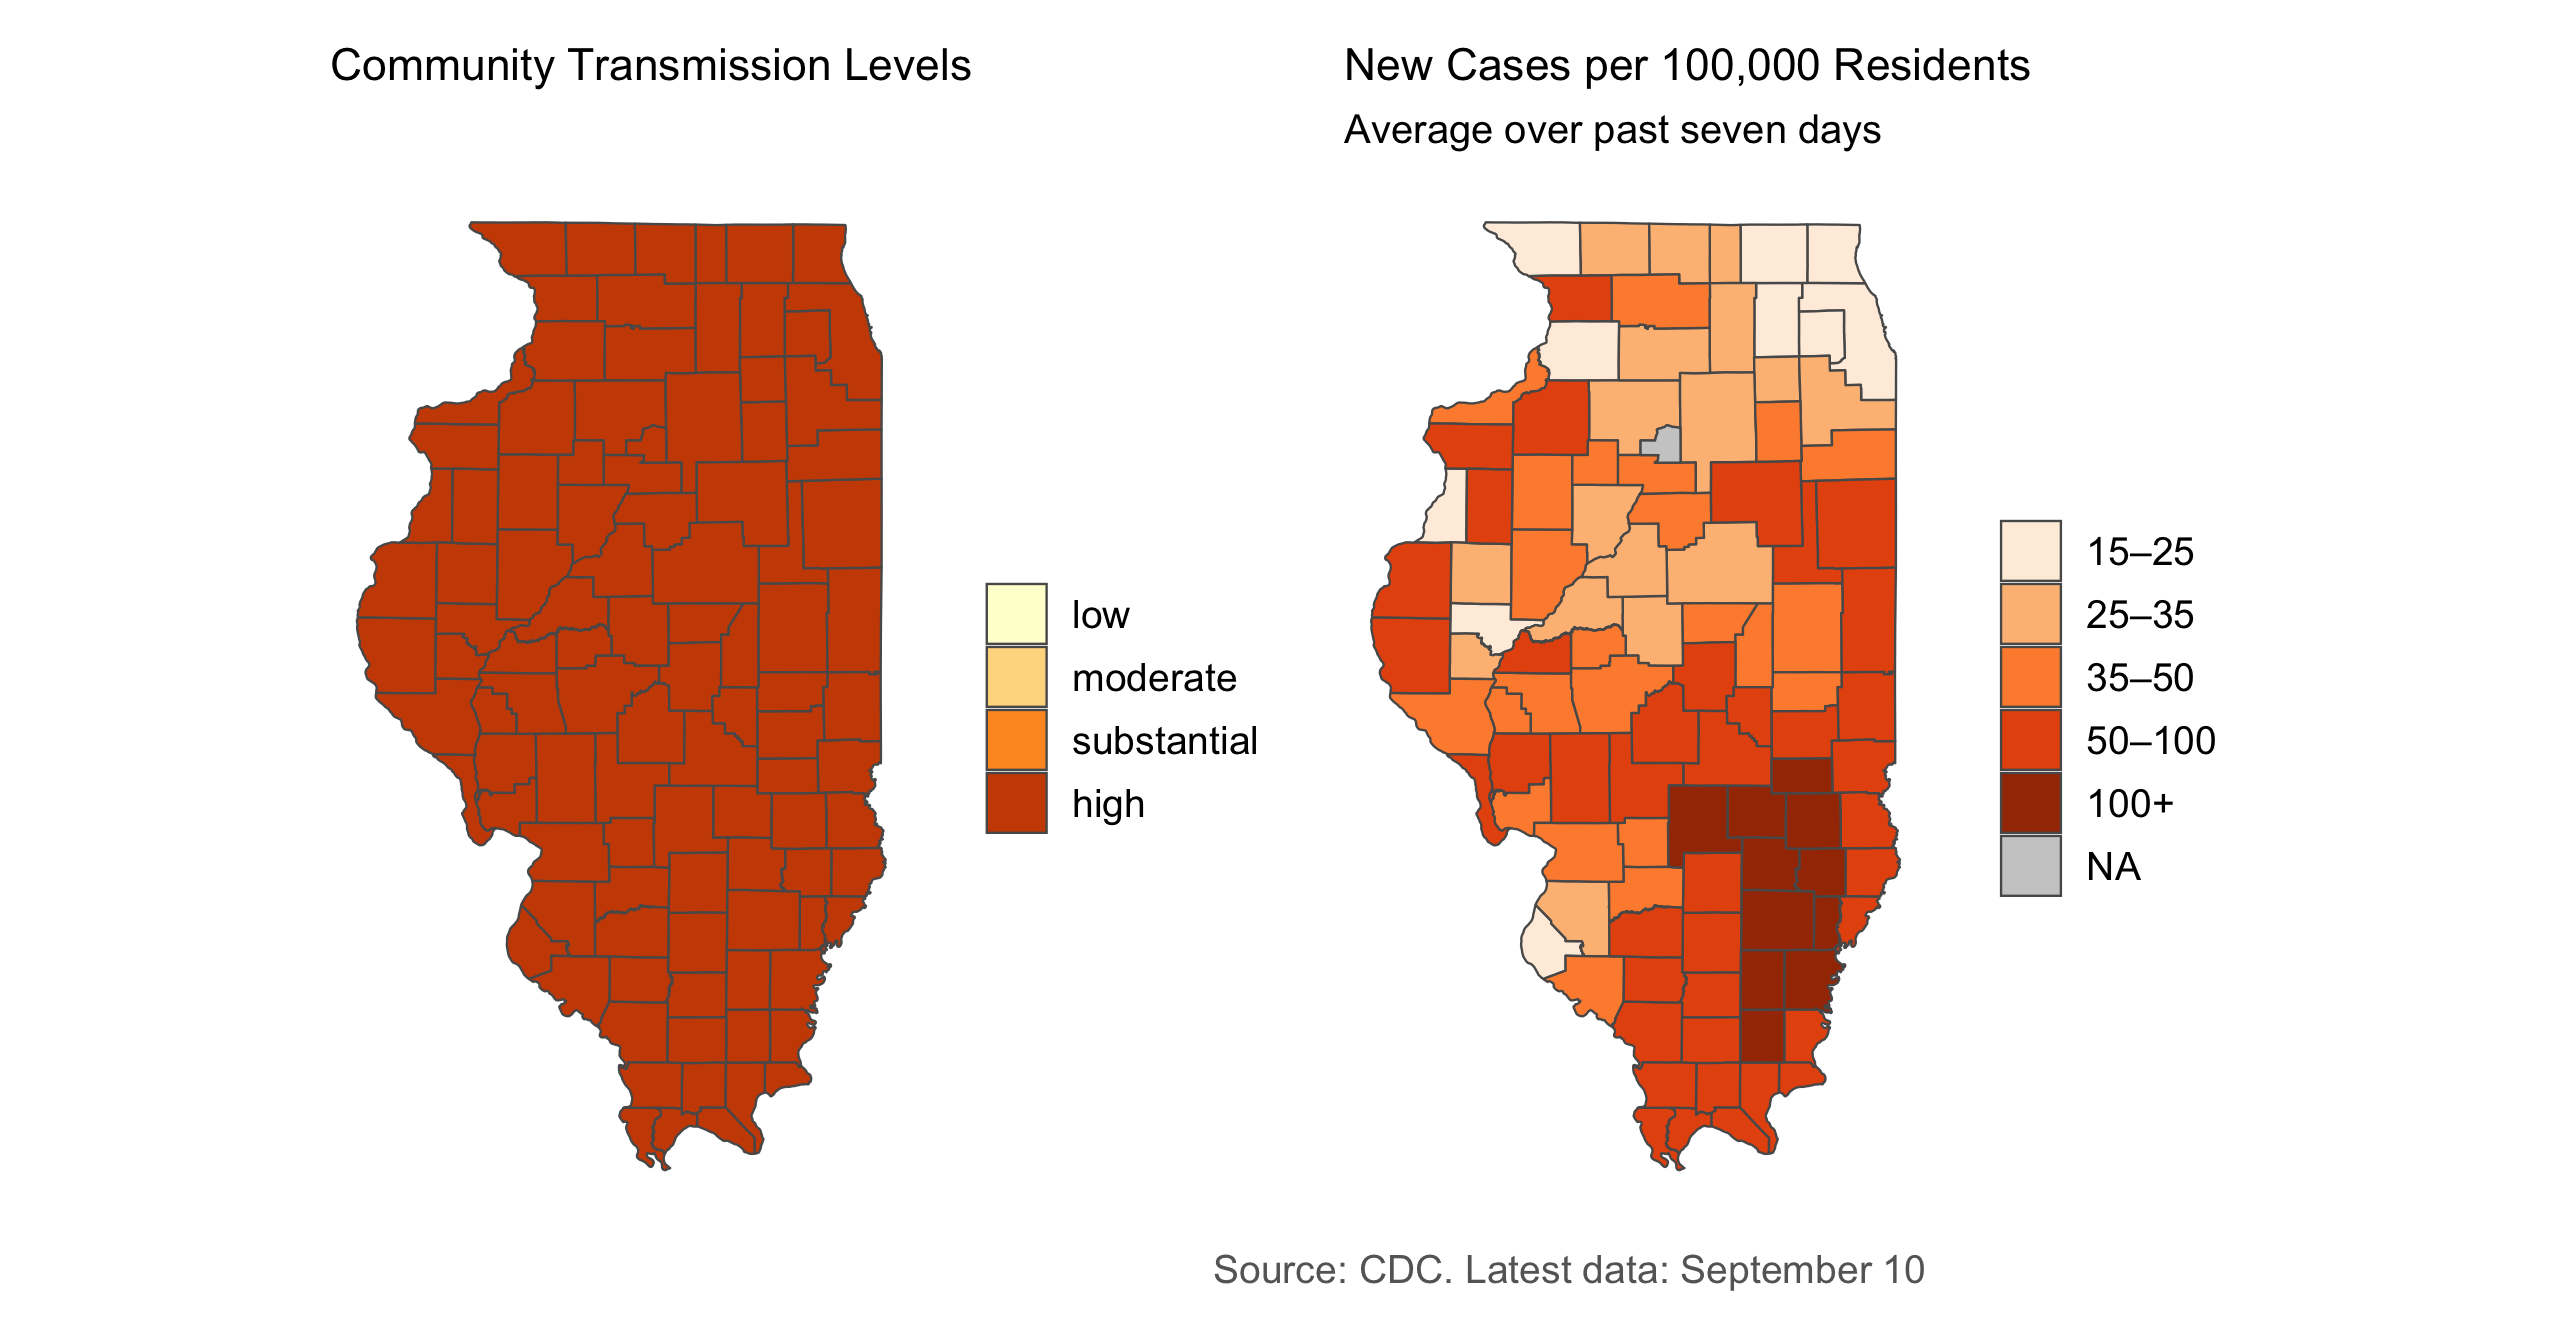 Community Transmission Levels
low
moderate
substantial
high
New Cases per 100,000 Residents
Average over past seven days
15–25
25–35
35–50
50–100
100+
NA
Source: CDC. Latest data: September 10